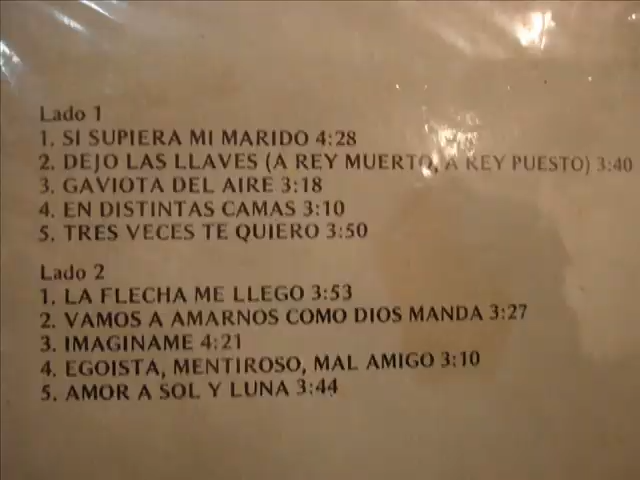 Lado 1
1. SI SUPIERA MI MARIDO 4:28
2. DEJO LAS LLAVES (A REY MUERTO, A REY PUESTO) 3:40
3. GAVIOTA DEL AIRE 3:18
4. EN DISTINTAS CAMAS 3:10
5. TRES VECES TE QUIERO 3:50
Lado 2
1. LA FLECHA ME LLEGO 3:53
2. VAMOS A AMARNOS COMO DIOS MANDA 3:27
3. IMAGINAME 4:21
4. EGOISTA, MENTIROSO, MAL AMIGO 3:10
5. AMOR A SOL Y LUNA 3:44